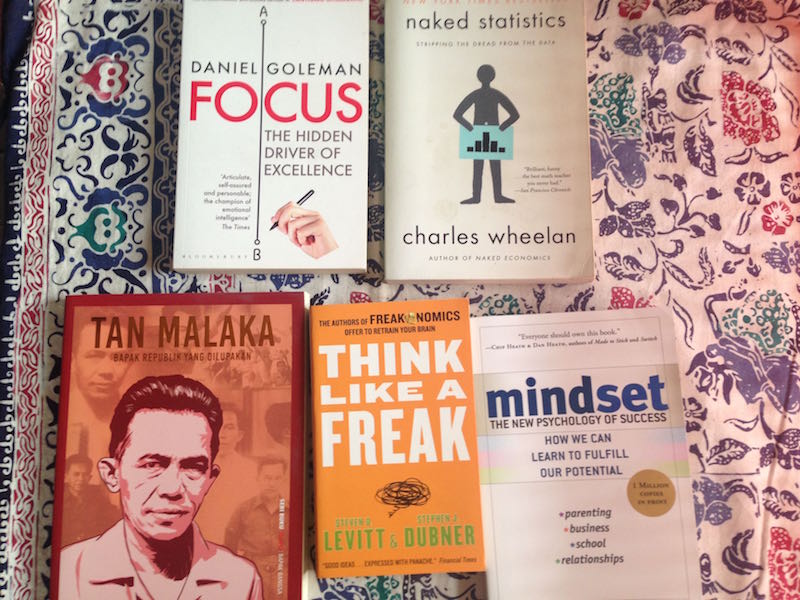 A
DANIEL GOLEMAN
FOCUS
THE HIDDEN
DRIVER OF
EXCELLENCE
'Articulate,
self-assured
and personable;
the champion of
emotional
intelligence'
The Times
BLOOMSBURY
B
NEW YORK TIMES BESTSELLER
naked statistics
STRIPPING THE DREAD FROM THE DATA
"Brilliant, funny
... the best math teacher
you never had."
—San Francisco Chronicle
charles wheelan
AUTHOR OF NAKED ECONOMICS
TAN MALAKA
BAPAK REPUBLIK YANG DILUPAKAN
SERI BUKU
BAPAK BANGSA
THE AUTHORS OF FREAKONOMICS
OFFER TO RETRAIN YOUR BRAIN
THINK
LIKE A
FREAK
STEVEN D.
LEVITT &
STEPHEN J.
DUBNER
"GOOD IDEAS... EXPRESSED WITH PANACHE." Financial Times
"Everyone should own this book."
—CHIP HEATH & DAN HEATH, authors of Made to Stick and Switch
mindset
THE NEW PSYCHOLOGY OF SUCCESS
HOW WE CAN
LEARN TO FULFILL
OUR POTENTIAL
1 MILLION
COPIES
IN PRINT
*parenting
*business
*school
*relationships